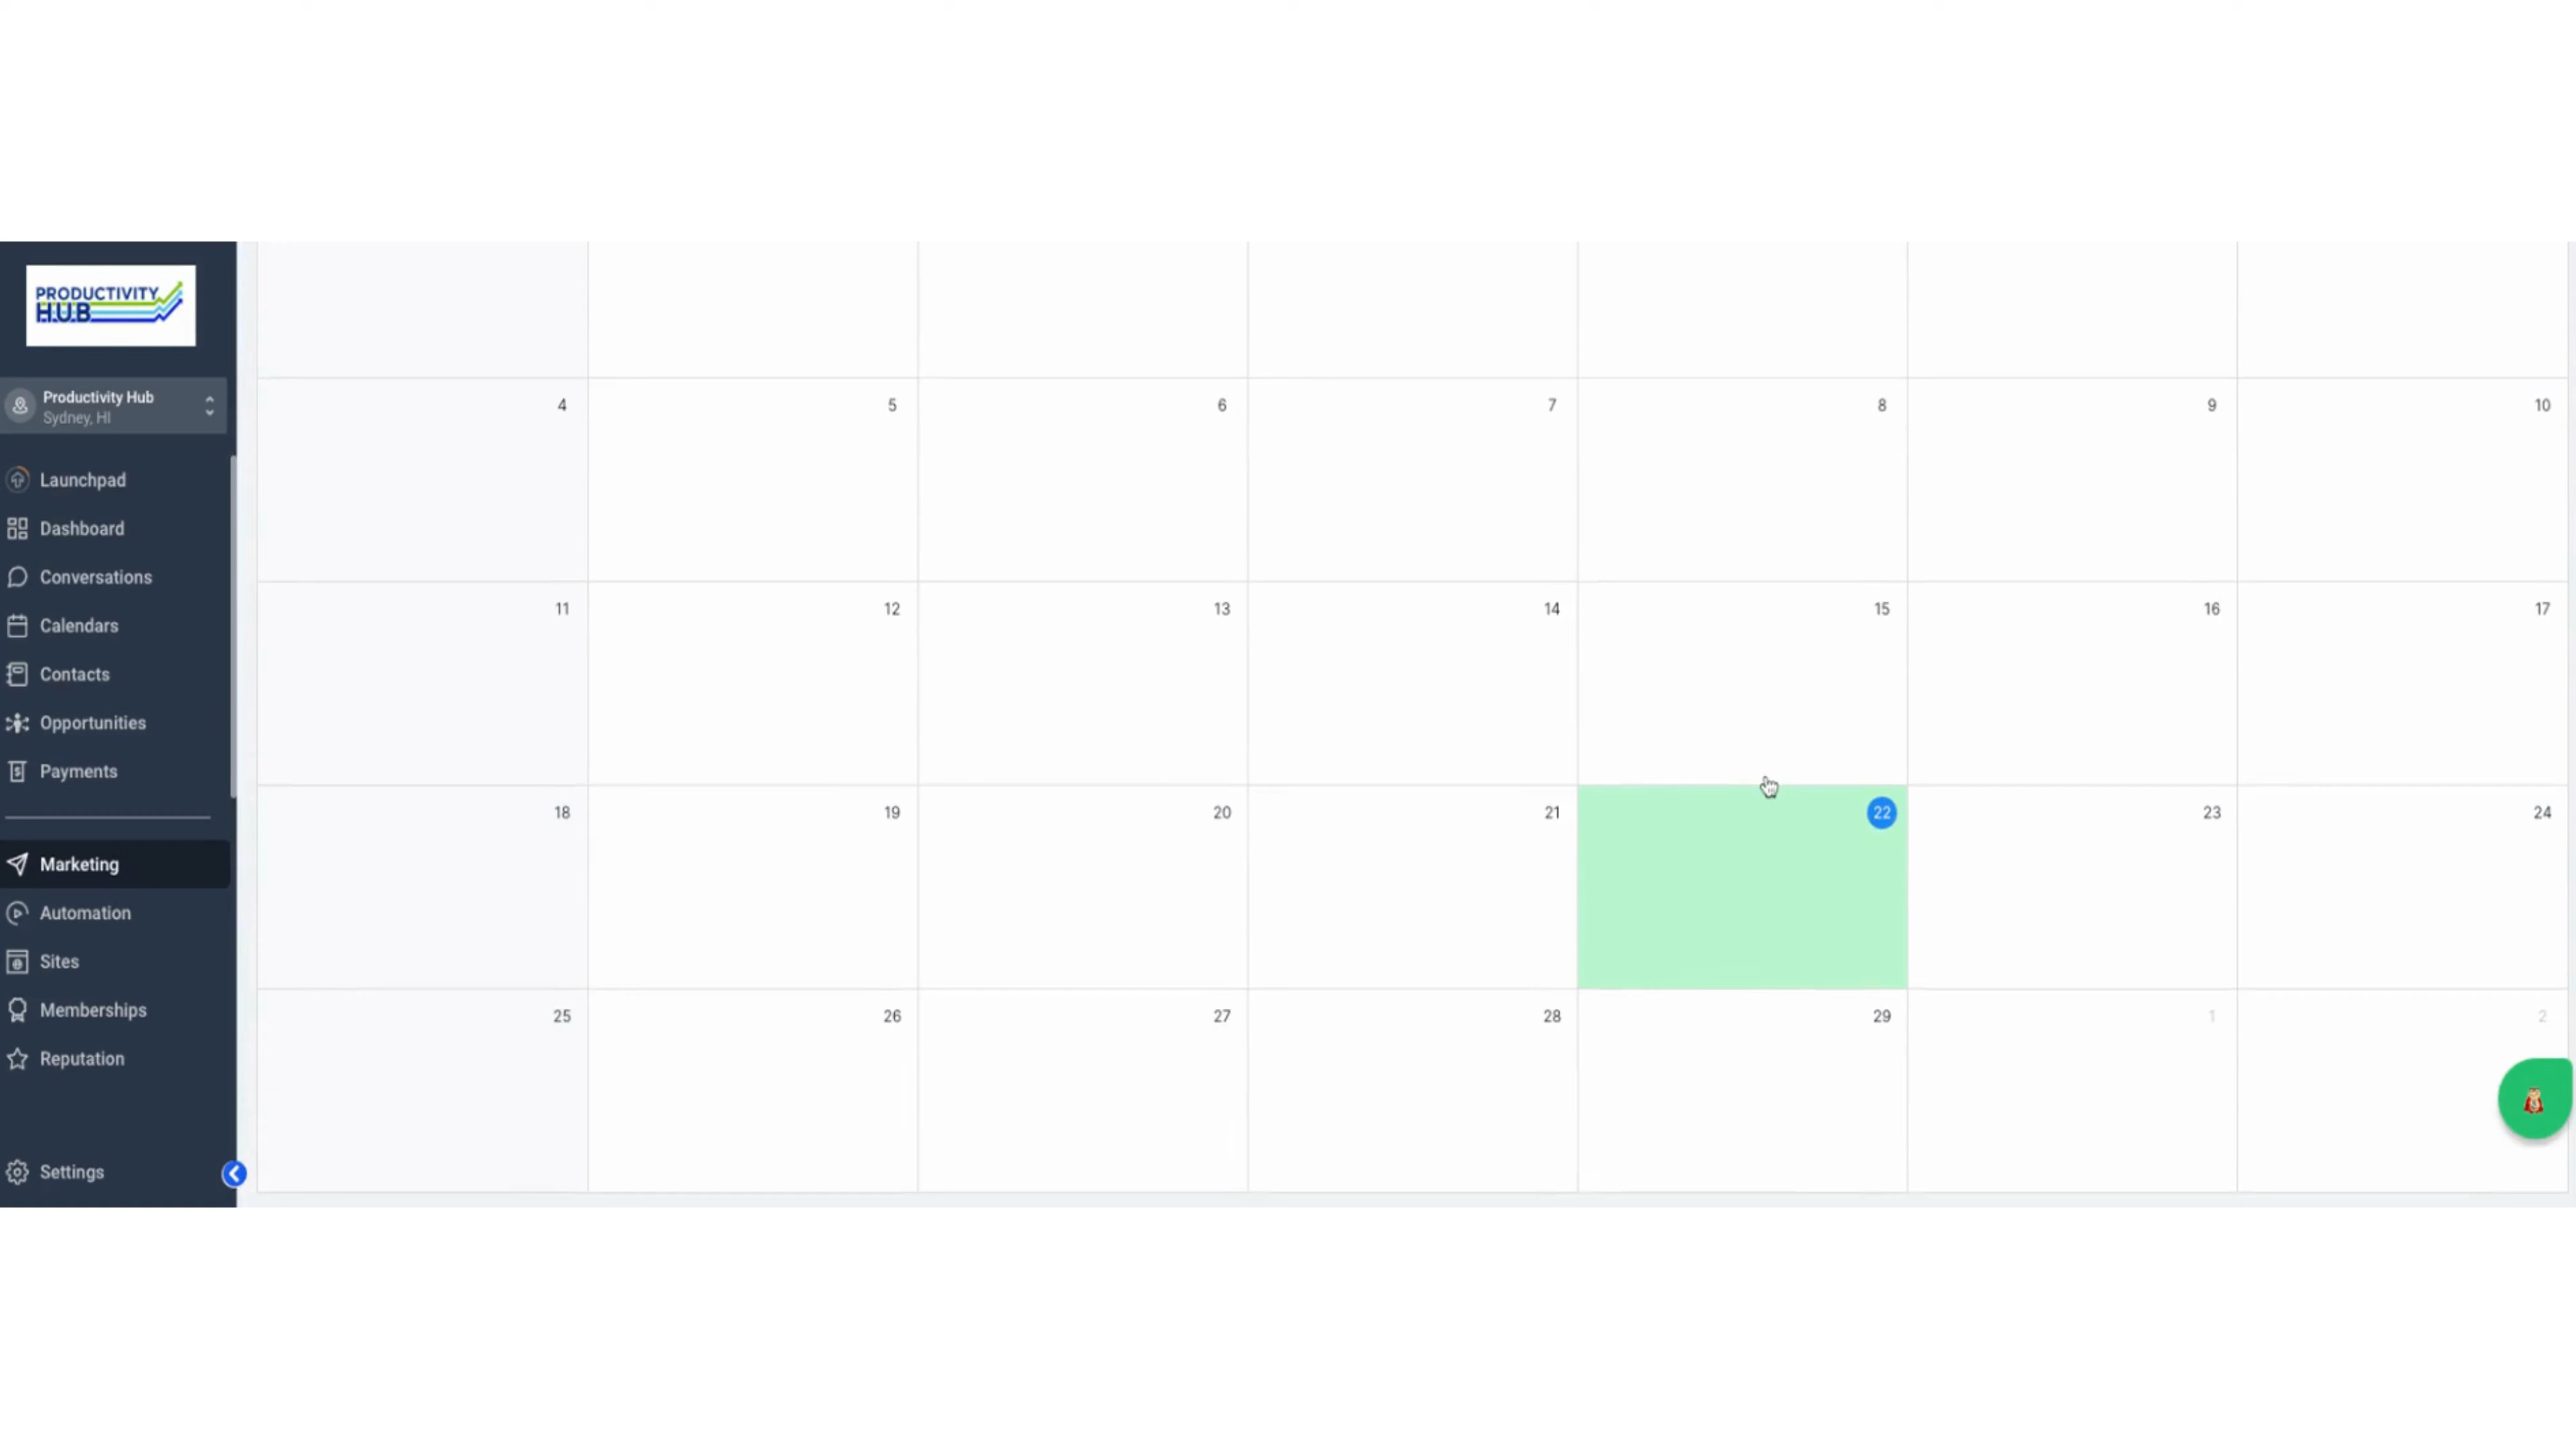 PRODUCTIVITY
HUB
Productivity Hub
Sydney, HI
Launchpad
Dashboard
Conversations
Calendars
Contacts
Opportunities
Payments
Marketing
Automation
Sites
Memberships
Reputation
Settings
4 5 6 7 8 9 10
11 12 13 14 15 16 17
18 19 20 21 22 23 24
25 26 27 28 29 1 2